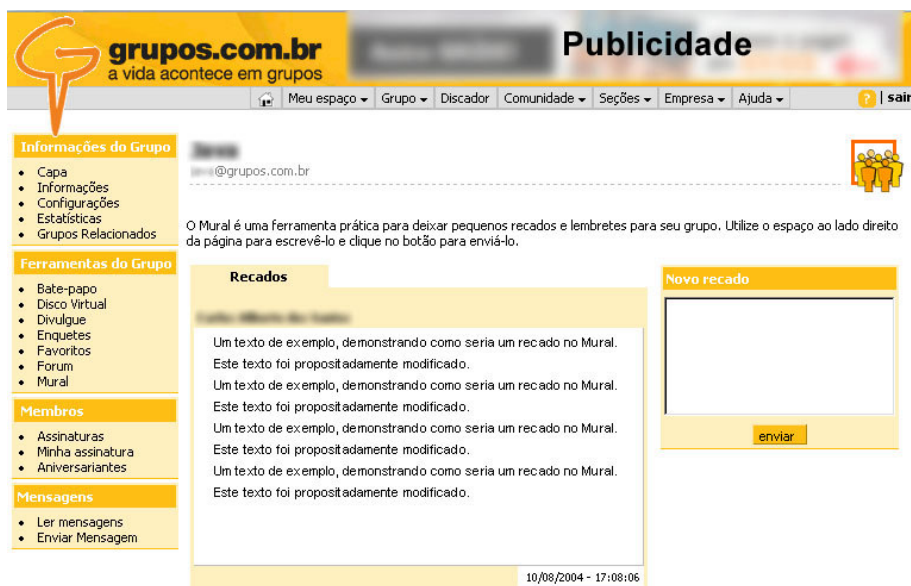 grupos.com.br
a vida acontece em grupos
Publicidade
Meu espaço Grupo Discador Comunidade Seções Empresa Ajuda ? | sair
Informações do Grupo
Capa
Informações
Configurações
Estatísticas
Grupos Relacionados
Ferramentas do Grupo
Bate-papo
Disco Virtual
Divulgue
Enquetes
Favoritos
Forum
Mural
Membros
Assinaturas
Minha assinatura
Aniversariantes
Mensagens
Ler mensagens
Enviar Mensagem
@grupos.com.br
O Mural é uma ferramenta prática para deixar pequenos recados e lembretes para seu grupo. Utilize o espaço ao lado direito
da página para escrevê-lo e clique no botão para enviá-lo.
Recados
Um texto de exemplo, demonstrando como seria um recado no Mural.
Este texto foi propositadamente modificado.
Um texto de exemplo, demonstrando como seria um recado no Mural.
Este texto foi propositadamente modificado.
Um texto de exemplo, demonstrando como seria um recado no Mural.
Este texto foi propositadamente modificado.
Um texto de exemplo, demonstrando como seria um recado no Mural.
Este texto foi propositadamente modificado.
10/08/2004 - 17:08:06
Novo recado
enviar